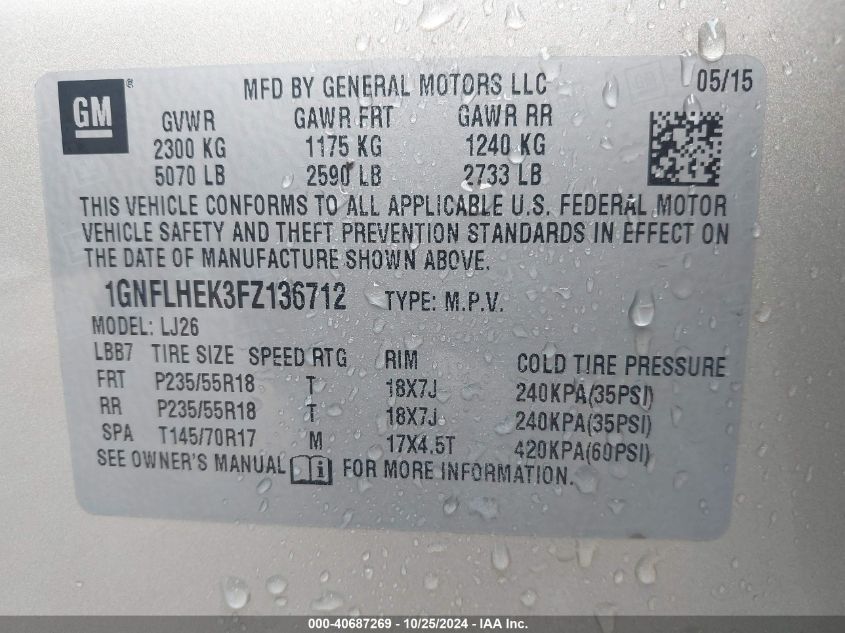 GM ® MFD BY GENERAL MOTORS LLC 05/15
GVWR GAWR FRT GAWR RR
2300 KG 1175 KG 1240 KG
5070 LB 2590 LB 2733 LB
THIS VEHICLE CONFORMS TO ALL APPLICABLE U.S. FEDERAL MOTOR
VEHICLE SAFETY AND THEFT PREVENTION STANDARDS IN EFFECT ON
THE DATE OF MANUFACTURE SHOWN ABOVE.
1GNFLHEK3FZ136712 TYPE: M.P.V.
MODEL: LJ26
LBB7 TIRE SIZE SPEED RTG RIM COLD TIRE PRESSURE
FRT P235/55R18 T 18X7J 240KPA(35PSI)
RR P235/55R18 T 18X7J 240KPA(35PSI)
SPA T145/70R17 M 17X4.5T 420KPA(60PSI)
SEE OWNER'S MANUAL FOR MORE INFORMATION.
000-40687269 - 10/25/2024 - IAA Inc.